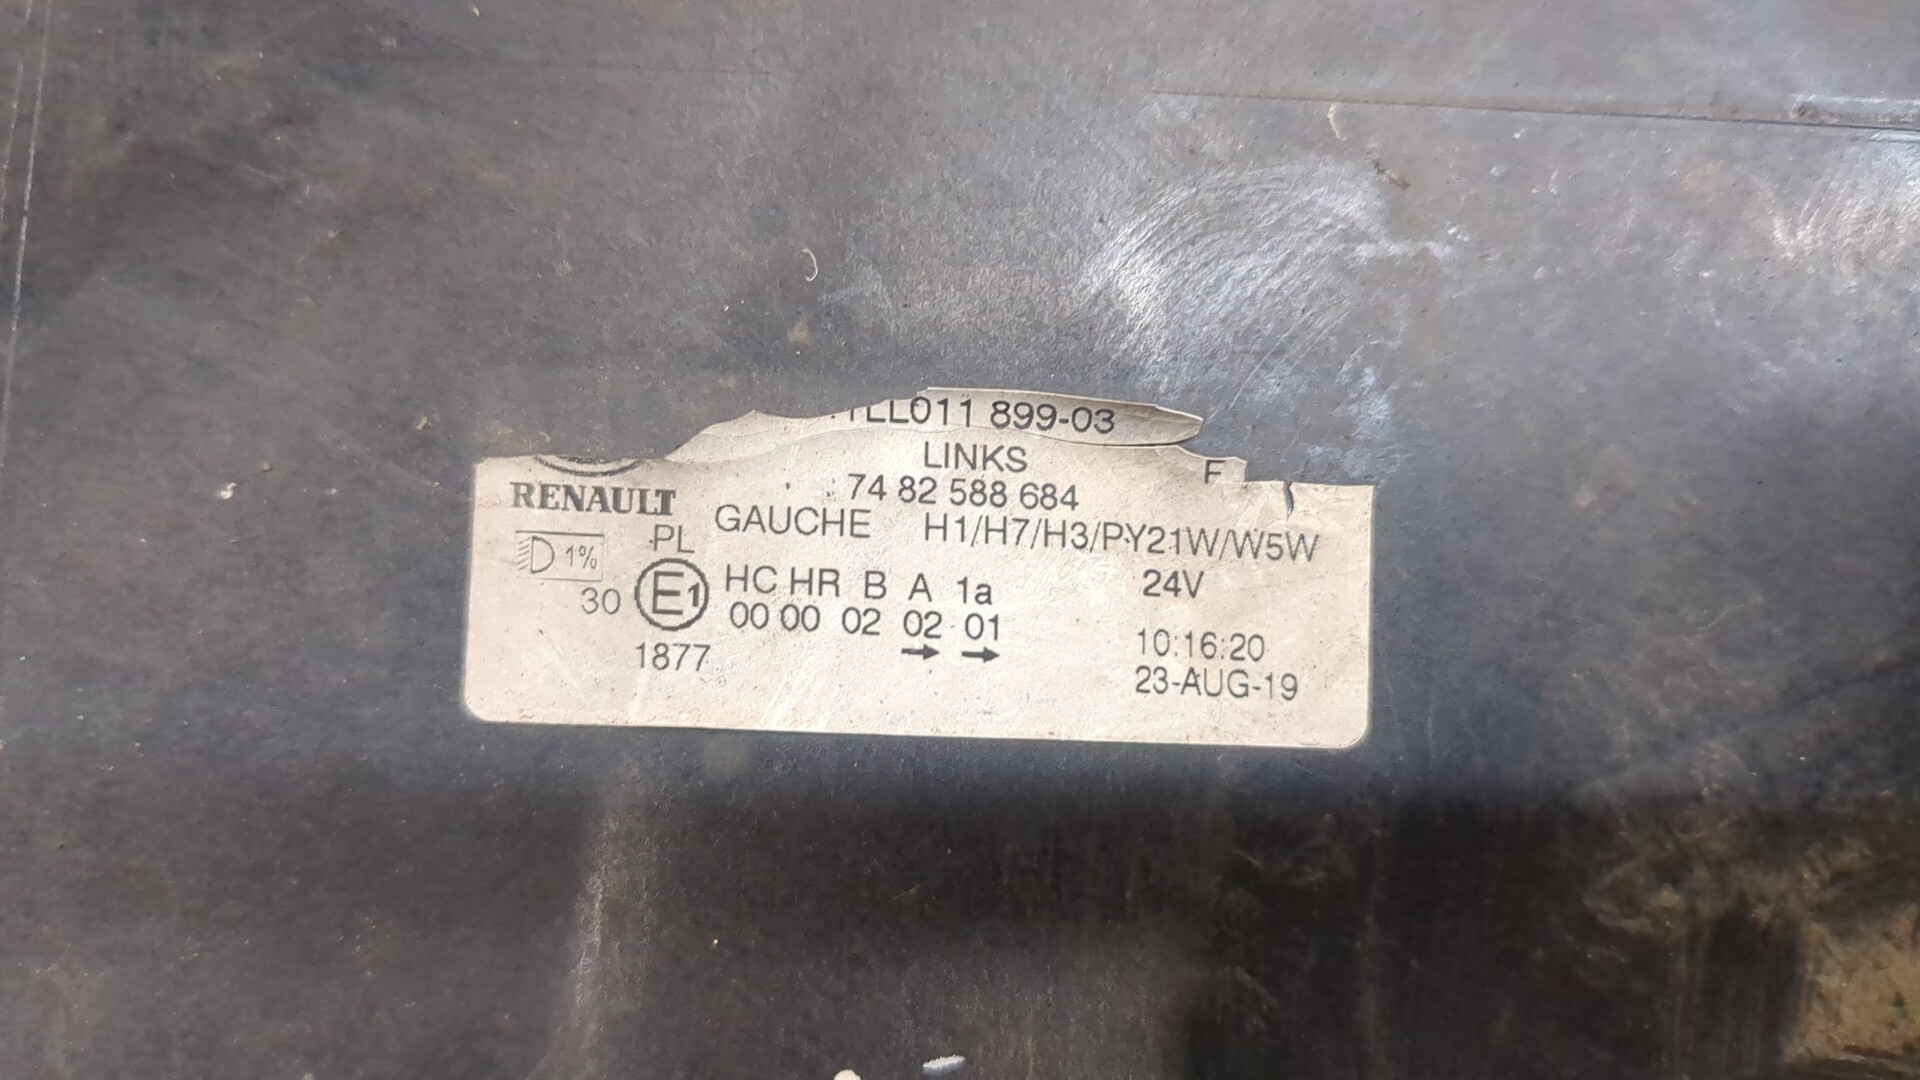 1LL011 899-03
LINKS
F
RENAULT
74 82 588 684
PL GAUCHE H1/H7/H3/PY21W/W5W
1%
30 E1 HC HR B A 1a 24V
00 00 02 02 01
→ →
1877
10:16:20
23-AUG-19